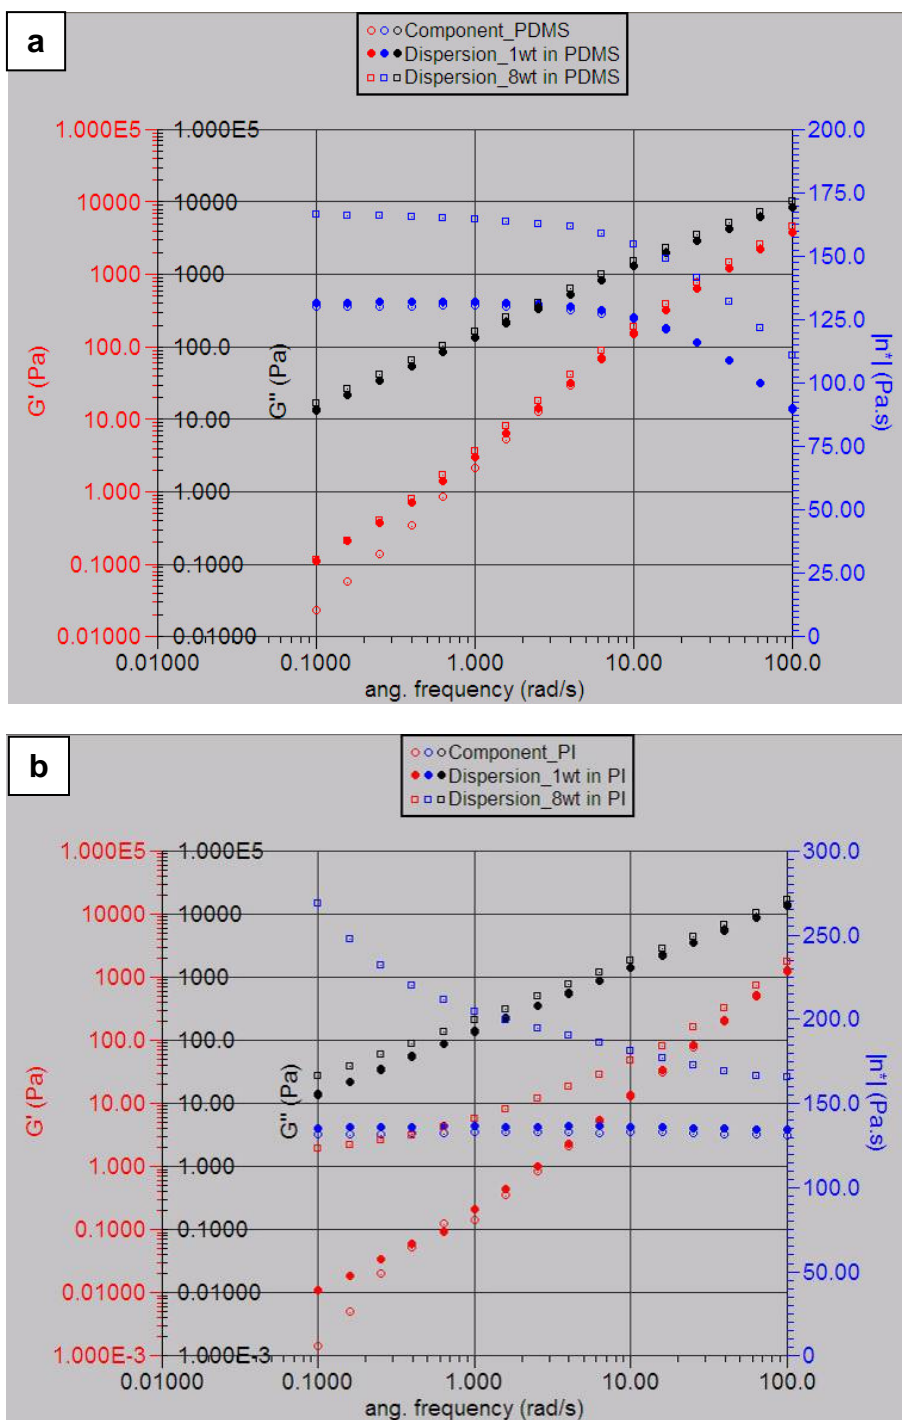 a
Component_PDMS
Dispersion_1wt in PDMS
Dispersion_8wt in PDMS
1.000E5 1.000E5 200.0
10000 10000 175.0
1000 1000 150.0
100.0 100.0 125.0
10.00 10.00 100.0
1.000 1.000 75.00
0.1000 0.1000 50.00
0.01000 0.01000 25.00
0
G' (Pa)
G'' (Pa)
|n*| (Pa.s)
0.01000 0.1000 1.000 10.00 100.0
ang. frequency (rad/s)
b
Component_PI
Dispersion_1wt in PI
Dispersion_8wt in PI
1.000E5 1.000E5 300.0
10000 10000 250.0
1000 1000 200.0
100.0 100.0 150.0
10.00 10.00 100.0
1.000 1.000 50.00
0.1000 0.1000 0
0.01000 0.01000
1.000E-3 1.000E-3
G' (Pa)
G'' (Pa)
|n*| (Pa.s)
0.01000 0.1000 1.000 10.00 100.0
ang. frequency (rad/s)